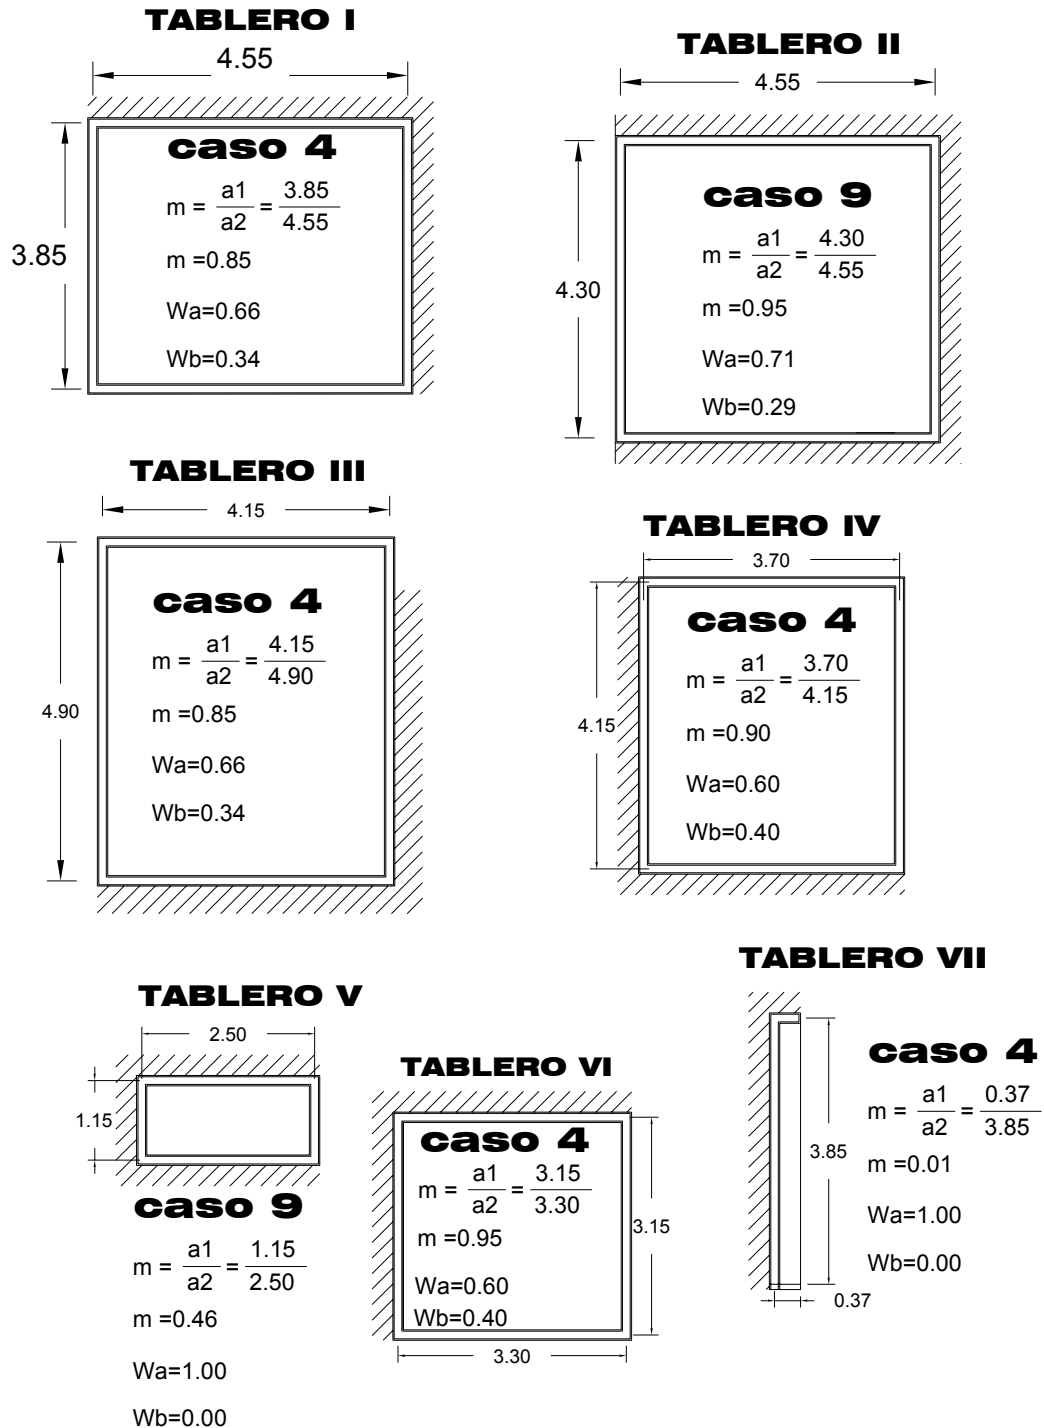 TABLERO I
4.55
3.85
caso 4
m = a1/a2 = 3.85/4.55
m =0.85
Wa=0.66
Wb=0.34
TABLERO II
4.55
4.30
caso 9
m = a1/a2 = 4.30/4.55
m =0.95
Wa=0.71
Wb=0.29
TABLERO III
4.15
4.90
caso 4
m = a1/a2 = 4.15/4.90
m =0.85
Wa=0.66
Wb=0.34
TABLERO IV
3.70
4.15
caso 4
m = a1/a2 = 3.70/4.15
m =0.90
Wa=0.60
Wb=0.40
TABLERO V
2.50
1.15
caso 9
m = a1/a2 = 1.15/2.50
m =0.46
Wa=1.00
Wb=0.00
TABLERO VI
caso 4
m = a1/a2 = 3.15/3.30
m =0.95
Wa=0.60
Wb=0.40
3.15
3.30
TABLERO VII
3.85
0.37
caso 4
m = a1/a2 = 0.37/3.85
m =0.01
Wa=1.00
Wb=0.00